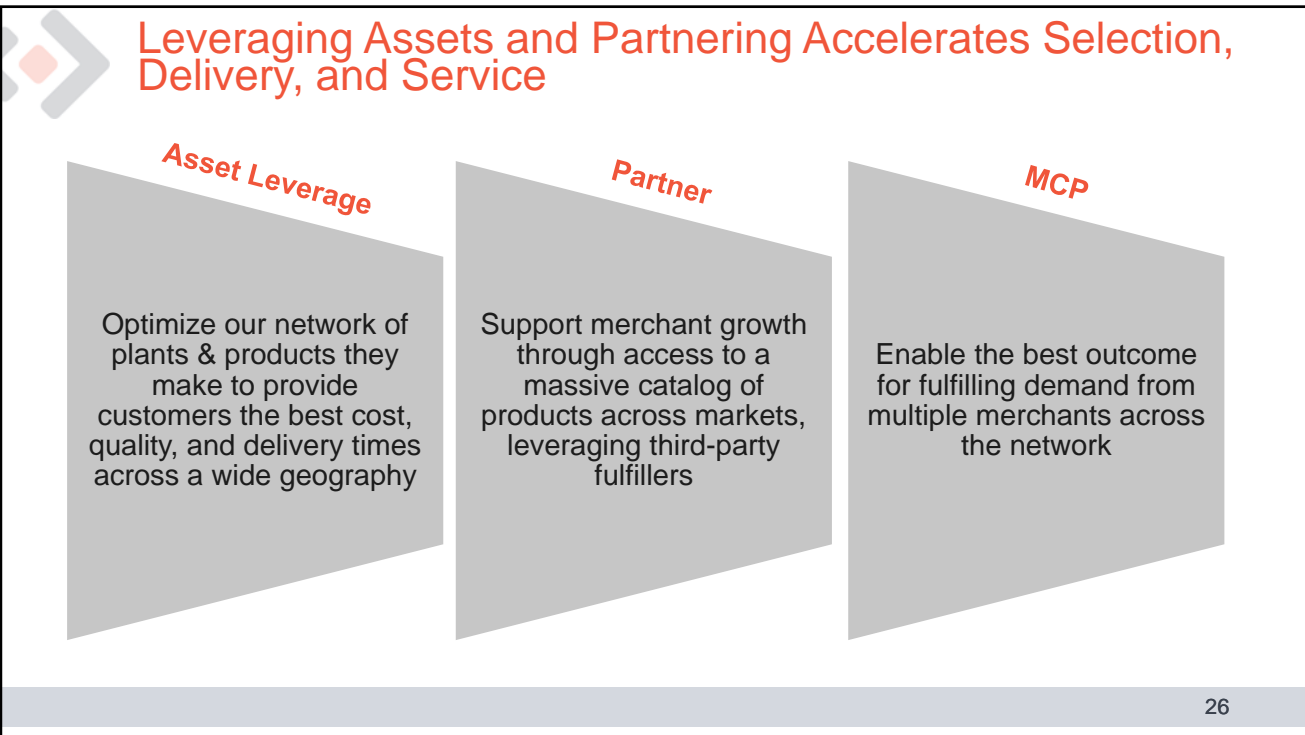 Leveraging Assets and Partnering Accelerates Selection,
Delivery, and Service
Asset Leverage
Optimize our network of
plants & products they
make to provide
customers the best cost,
quality, and delivery times
across a wide geography
Partner
Support merchant growth
through access to a
massive catalog of
products across markets,
leveraging third-party
fulfillers
MCP
Enable the best outcome
for fulfilling demand from
multiple merchants across
the network
26